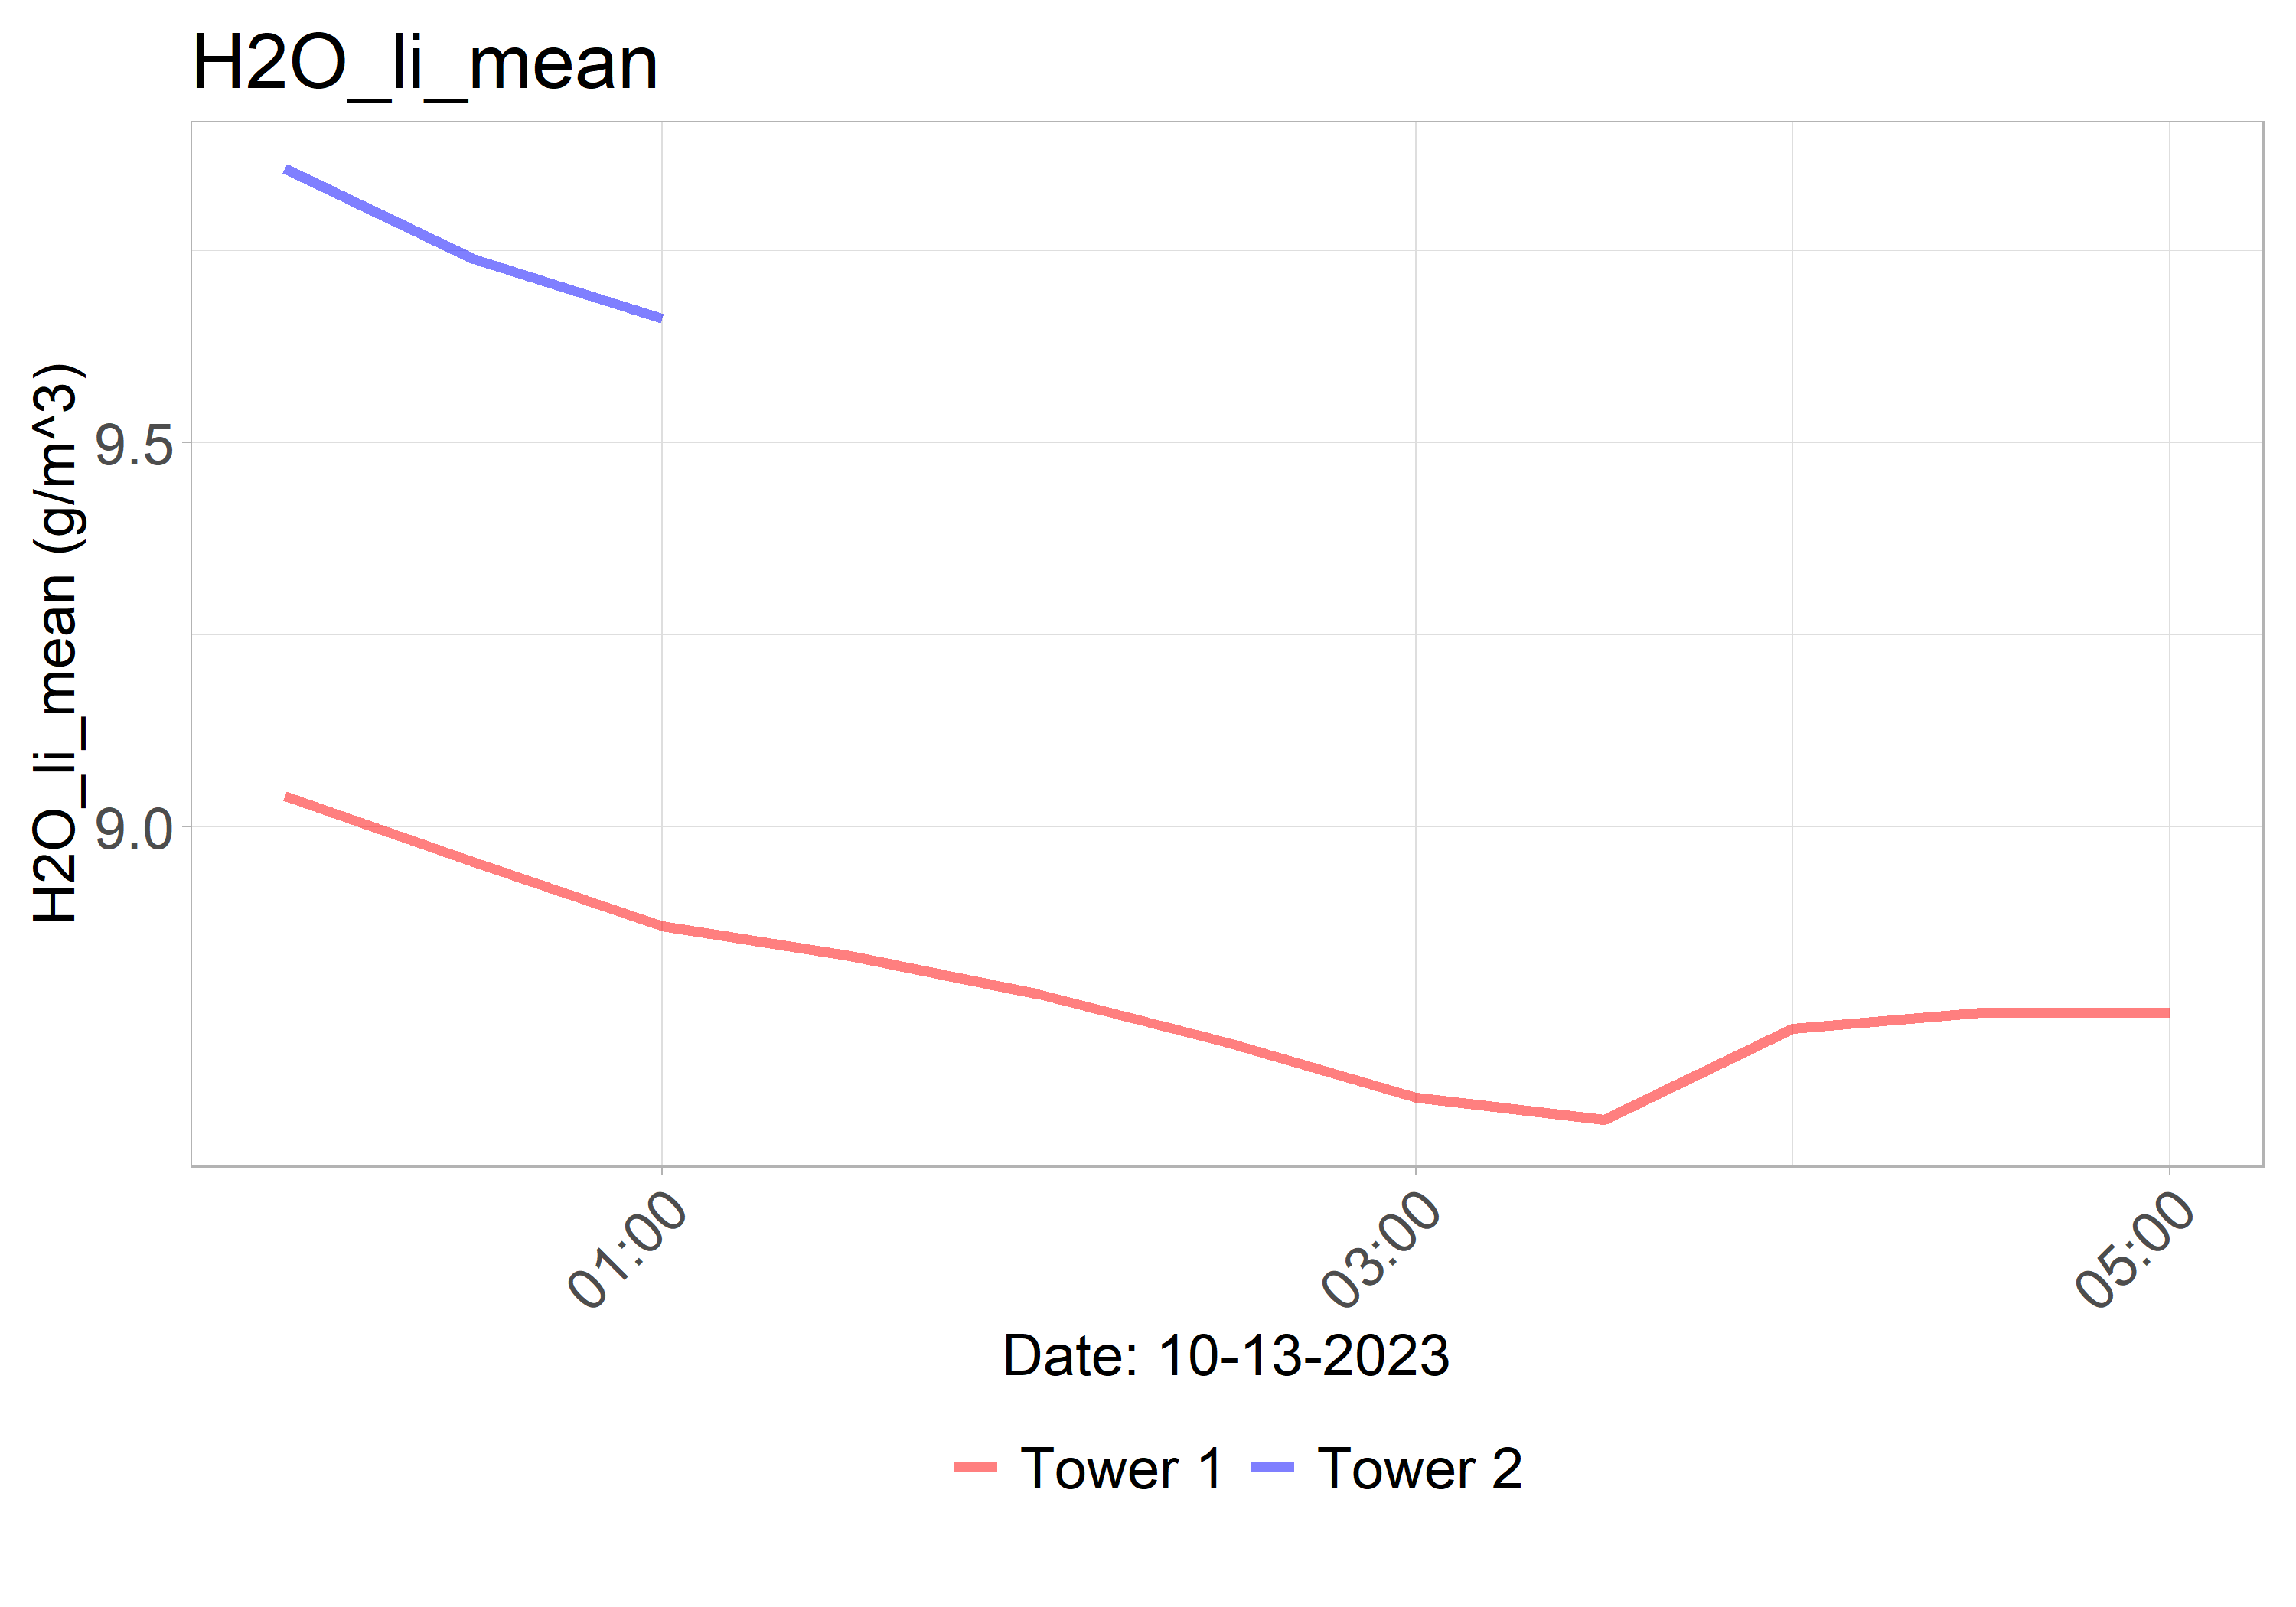 H2O_li_mean
H2O_li_mean (g/m^3)
9.5
9.0
01:00
03:00
05:00
Date: 10-13-2023
Tower 1
Tower 2